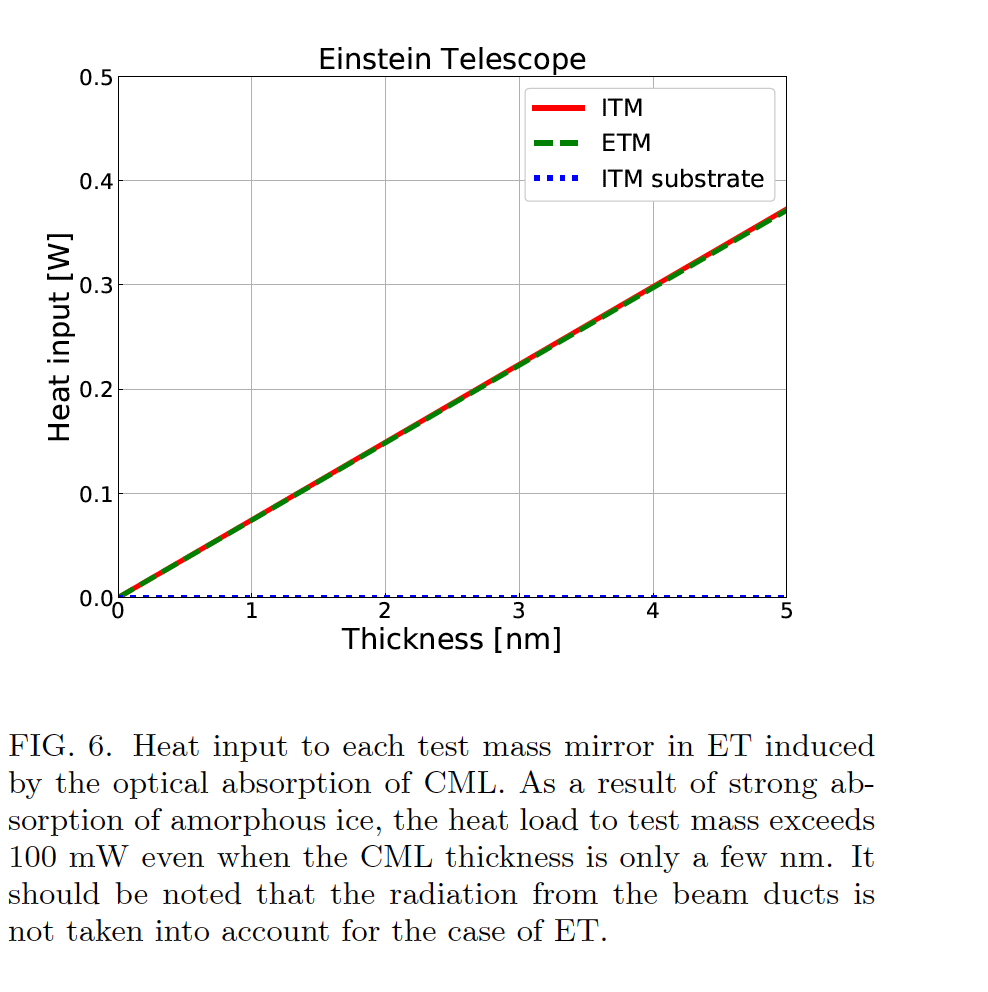 Einstein Telescope
0.5
ITM
ETM
ITM substrate
0.4
0.3
0.2
0.1
0.0
Heat input [W]
0 1 2 3 4 5
Thickness [nm]
FIG. 6. Heat input to each test mass mirror in ET induced
by the optical absorption of CML. As a result of strong ab-
sorption of amorphous ice, the heat load to test mass exceeds
100 mW even when the CML thickness is only a few nm. It
should be noted that the radiation from the beam ducts is
not taken into account for the case of ET.